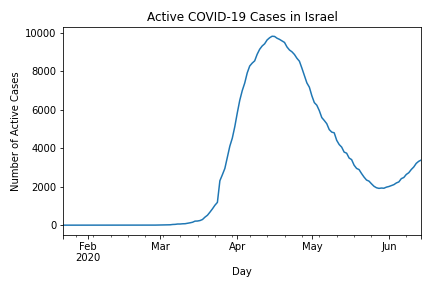 Active COVID-19 Cases in Israel
Number of Active Cases
10000
8000
6000
4000
2000
0
Feb
2020
Mar
Apr
May
Jun
Day